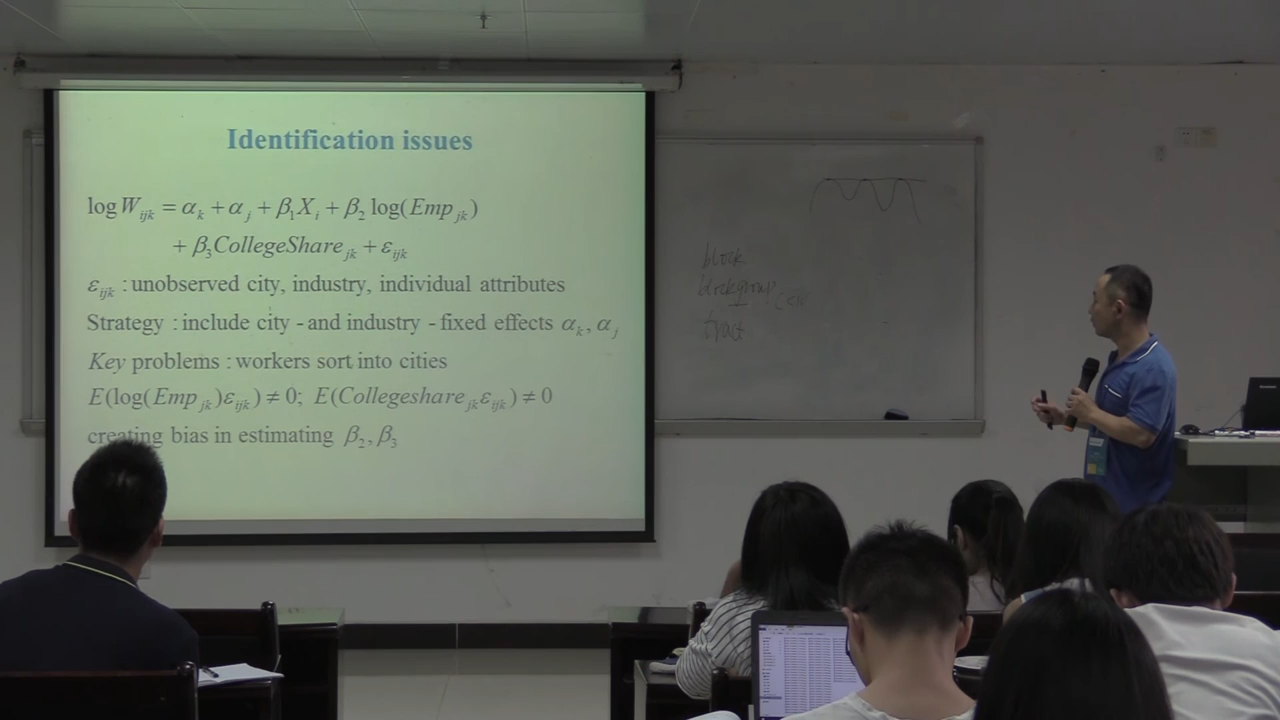 Identification issues
log W_ijk = α_k + α_j + β_1 X_i + β_2 log(Emp_jk)
+ β_3 CollegeShare_jk + ε_ijk
ε_ijk : unobserved city, industry, individual attributes
Strategy : include city - and industry - fixed effects α_k, α_j
Key problems : workers sort into cities
E(log(Emp_jk)ε_ijk) ≠ 0; E(Collegeshare_jk ε_ijk) ≠ 0
creating bias in estimating β_2, β_3
block
blockgroup
tract